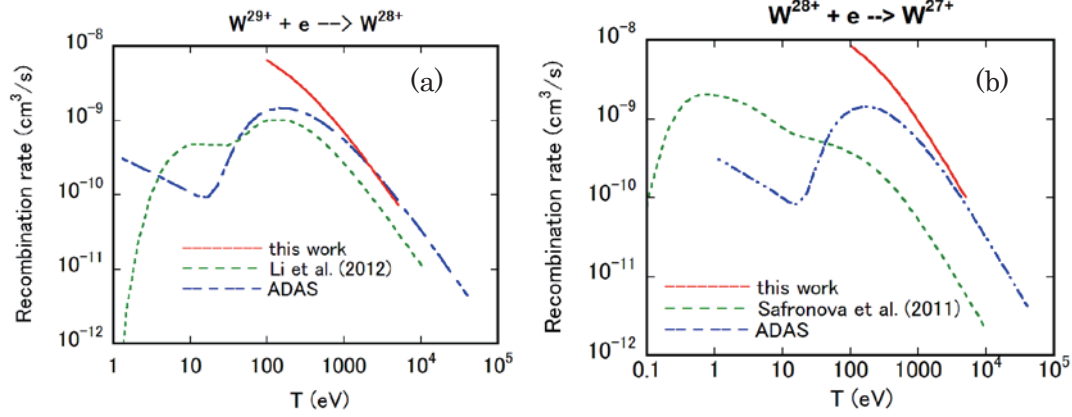 W²⁹⁺ + e ---> W²⁸⁺
(a)
Recombination rate (cm³/s)
10⁻⁸
10⁻⁹
10⁻¹⁰
10⁻¹¹
10⁻¹²
this work
Li et al. (2012)
ADAS
1 10 100 1000 10⁴ 10⁵
T (eV)
W²⁸⁺ + e --> W²⁷⁺
(b)
Recombination rate (cm³/s)
10⁻⁸
10⁻⁹
10⁻¹⁰
10⁻¹¹
10⁻¹²
this work
Safronova et al. (2011)
ADAS
0.1 1 10 100 1000 10⁴ 10⁵
T (eV)